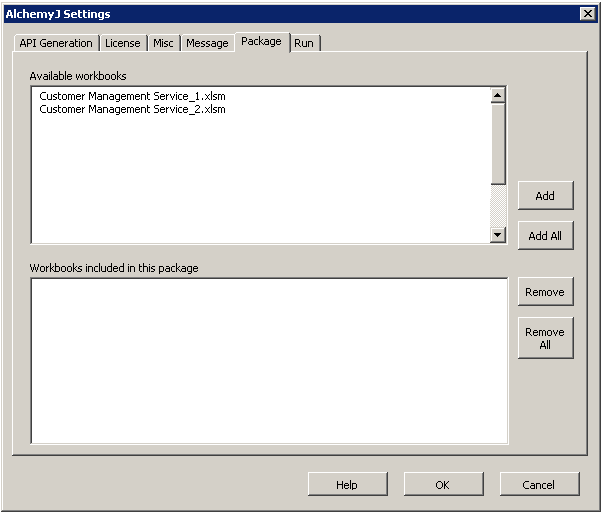 AlchemyJ Settings
API Generation License Misc Message Package Run
Available workbooks
Customer Management Service_1.xlsm
Customer Management Service_2.xlsm
Add
Add All
Workbooks included in this package
Remove
Remove
All
Help OK Cancel